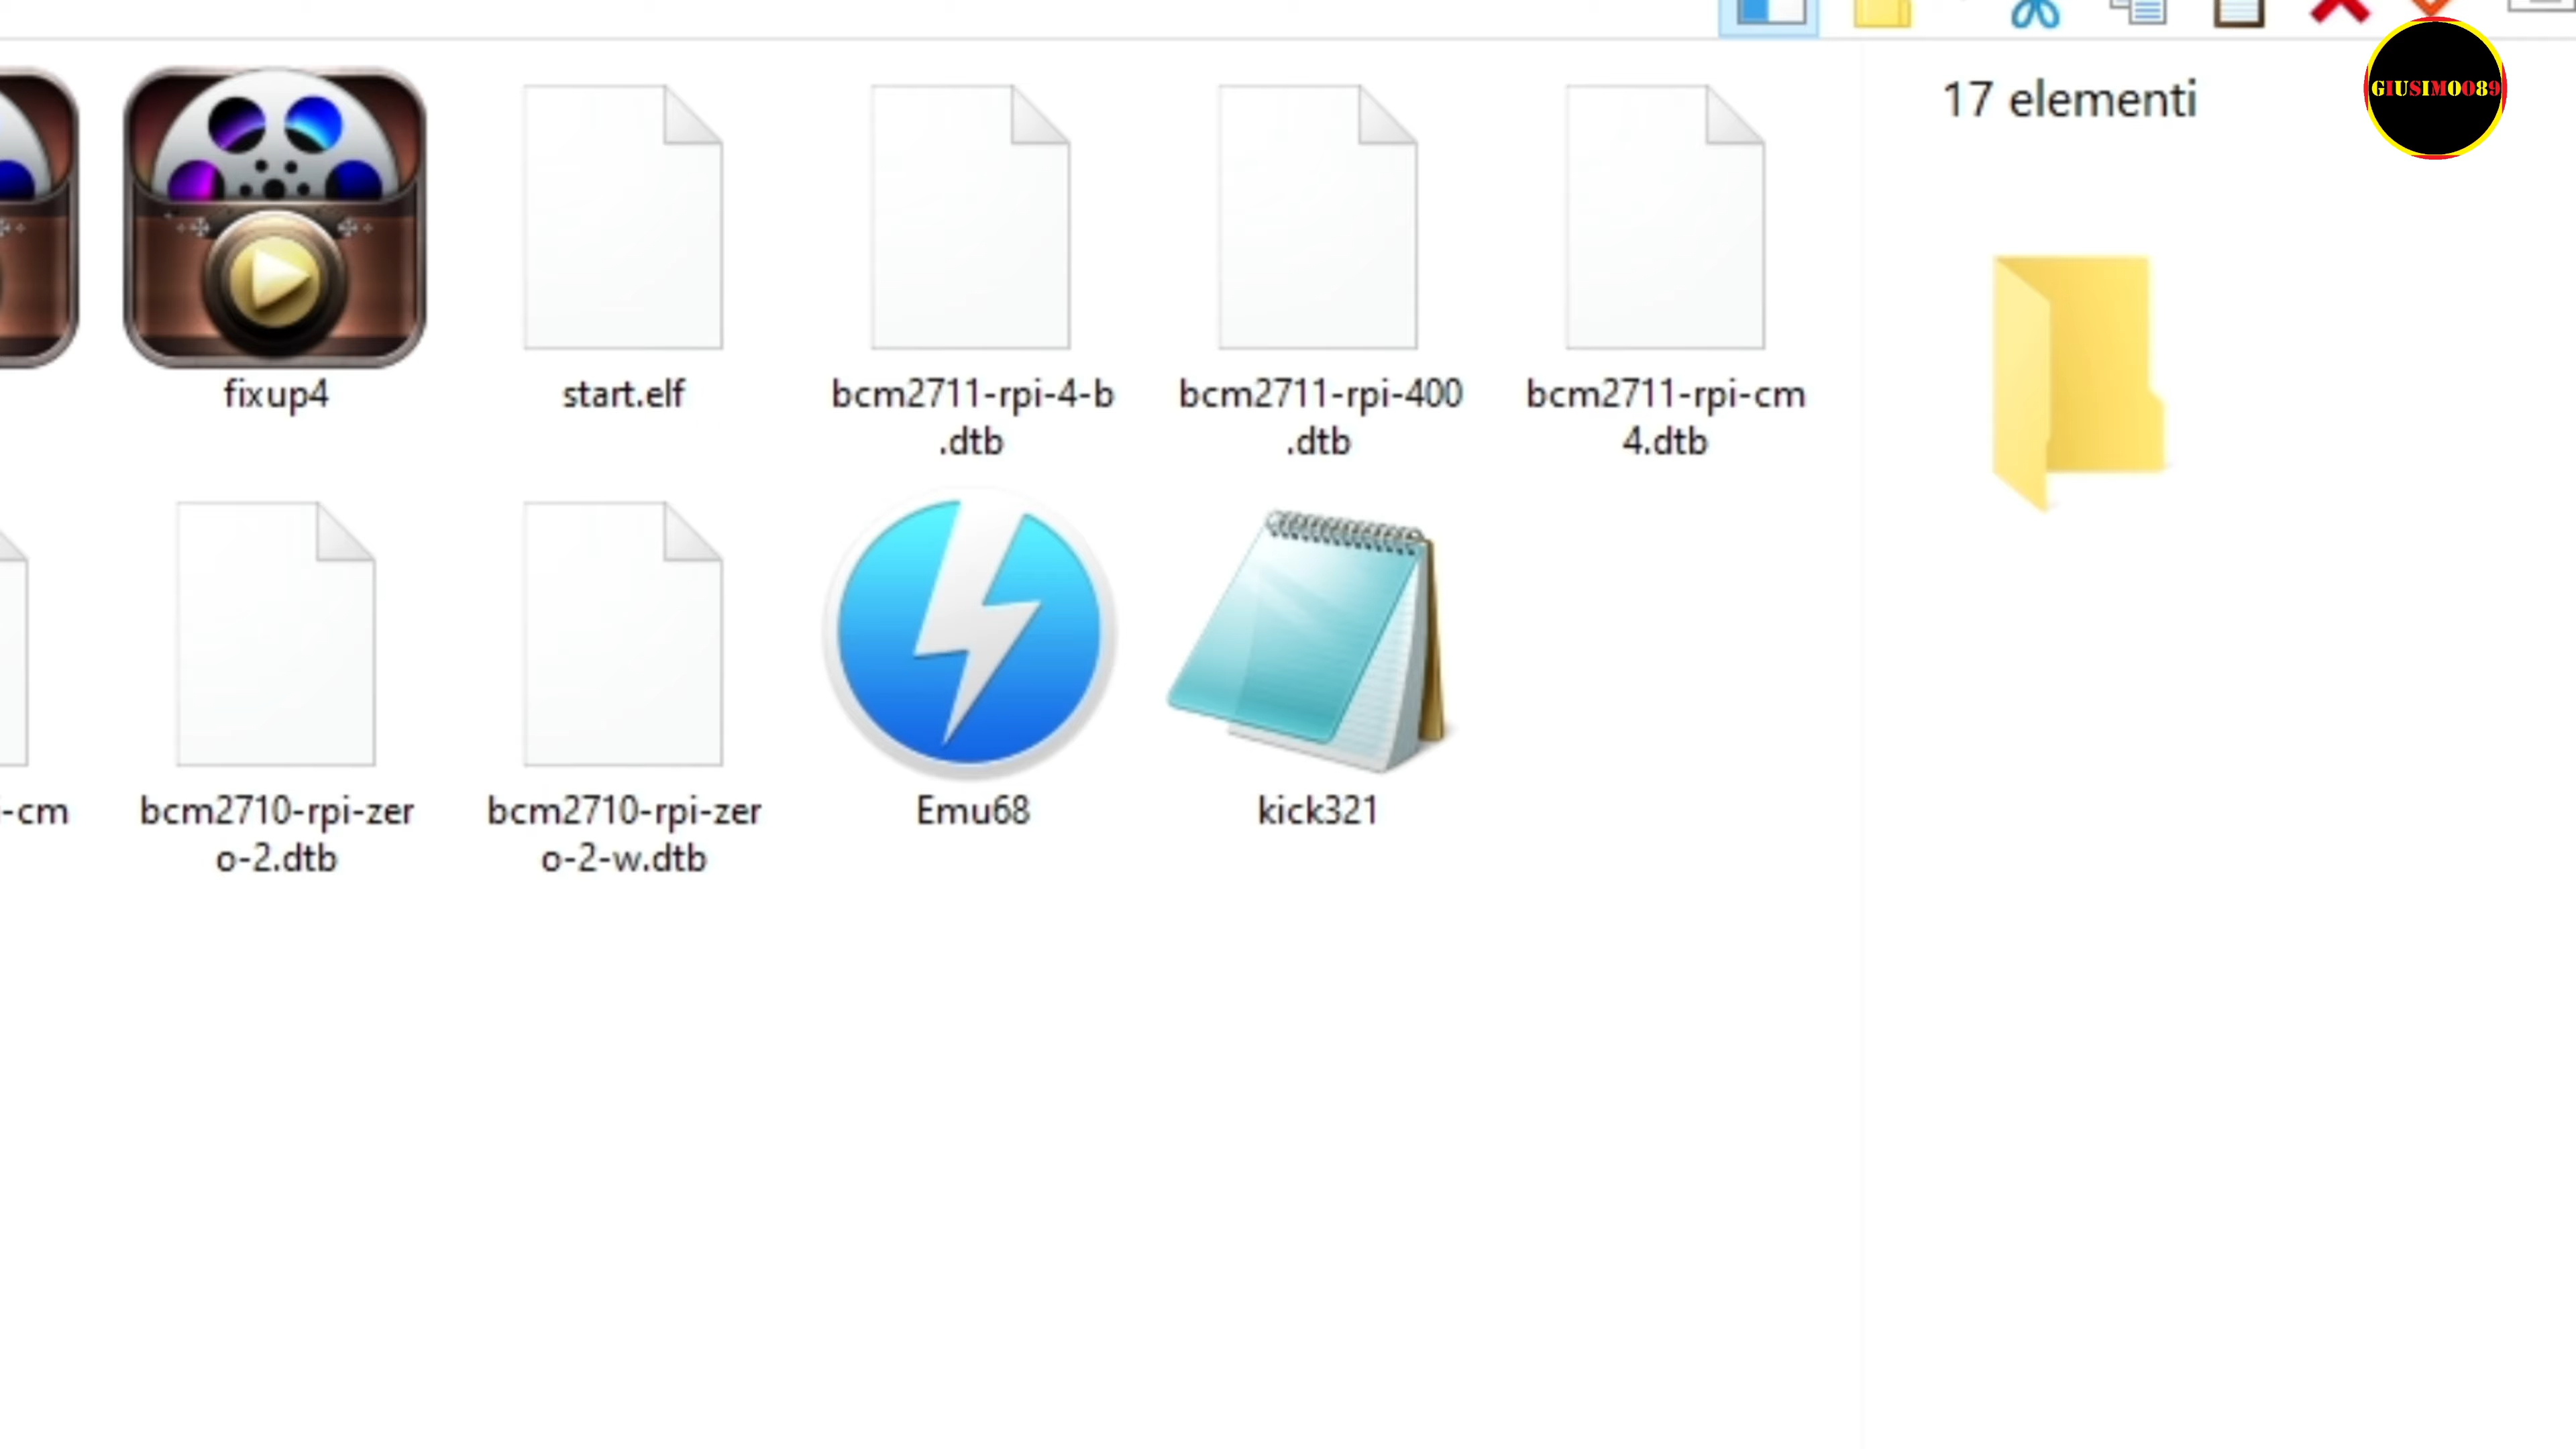 17 elementi
GIUSIMO089
fixup4
start.elf
bcm2711-rpi-4-b
.dtb
bcm2711-rpi-400
.dtb
bcm2711-rpi-cm
4.dtb
-cm
bcm2710-rpi-zer
o-2.dtb
bcm2710-rpi-zer
o-2-w.dtb
Emu68
kick321